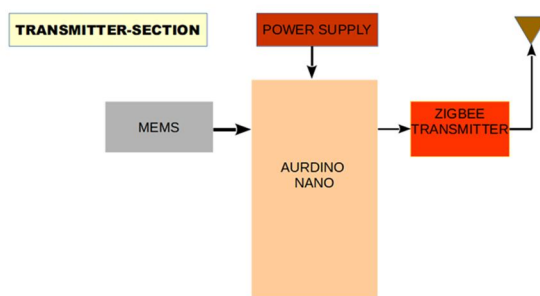 TRANSMITTER-SECTION
POWER SUPPLY
MEMS
AURDINO
NANO
ZIGBEE
TRANSMITTER